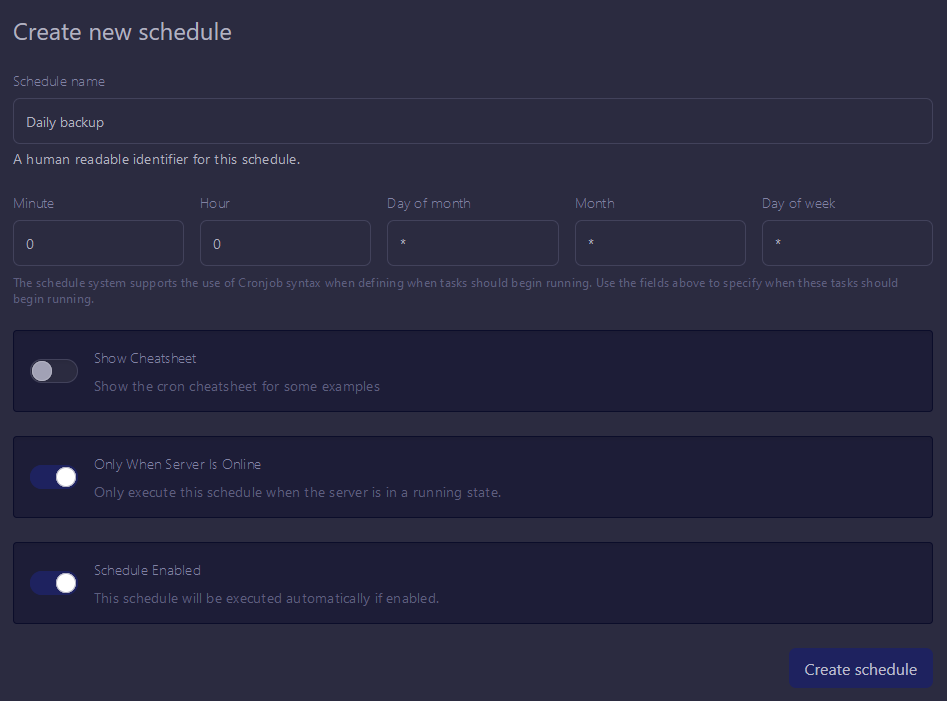 Create new schedule
Schedule name
Daily backup
A human readable identifier for this schedule.
Minute Hour Day of month Month Day of week
0 0 * * *
The schedule system supports the use of Cronjob syntax when defining when tasks should begin running. Use the fields above to specify when these tasks should
begin running.
Show Cheatsheet
Show the cron cheatsheet for some examples
Only When Server Is Online
Only execute this schedule when the server is in a running state.
Schedule Enabled
This schedule will be executed automatically if enabled.
Create schedule